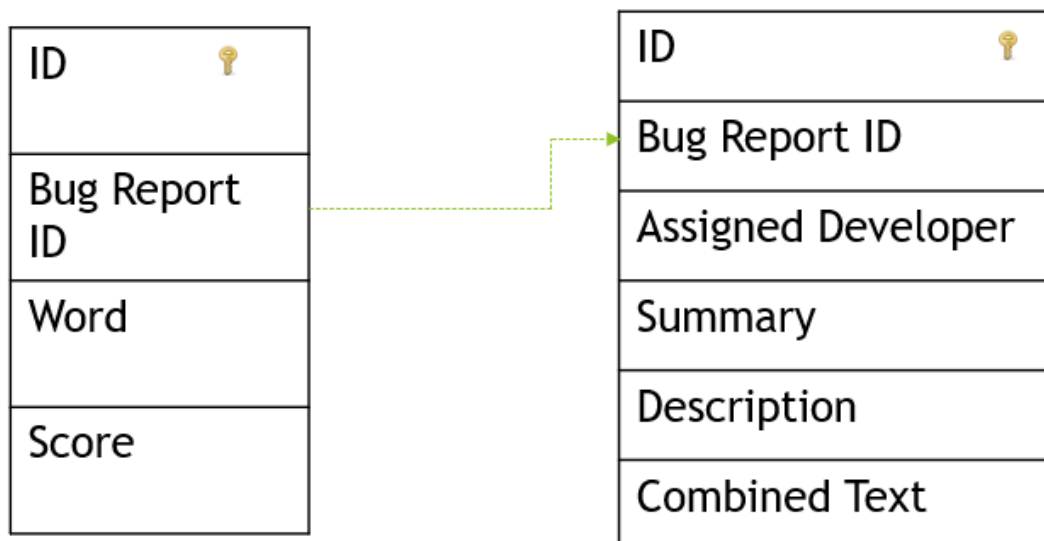 ID
Bug Report
ID
Word
Score
ID
Bug Report ID
Assigned Developer
Summary
Description
Combined Text